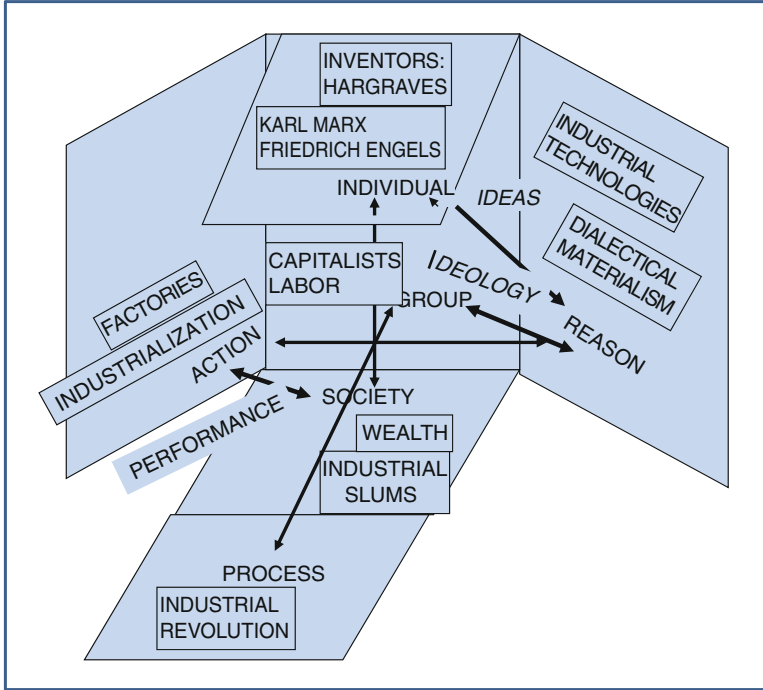 INVENTORS:
HARGRAVES
KARL MARX
FRIEDRICH ENGELS
INDIVIDUAL
IDEAS
INDUSTRIAL
TECHNOLOGIES
DIALECTICAL
MATERIALISM
CAPITALISTS
LABOR
IDEOLOGY
GROUP
REASON
FACTORIES
INDUSTRIALIZATION
ACTION
PERFORMANCE
SOCIETY
WEALTH
INDUSTRIAL
SLUMS
PROCESS
INDUSTRIAL
REVOLUTION